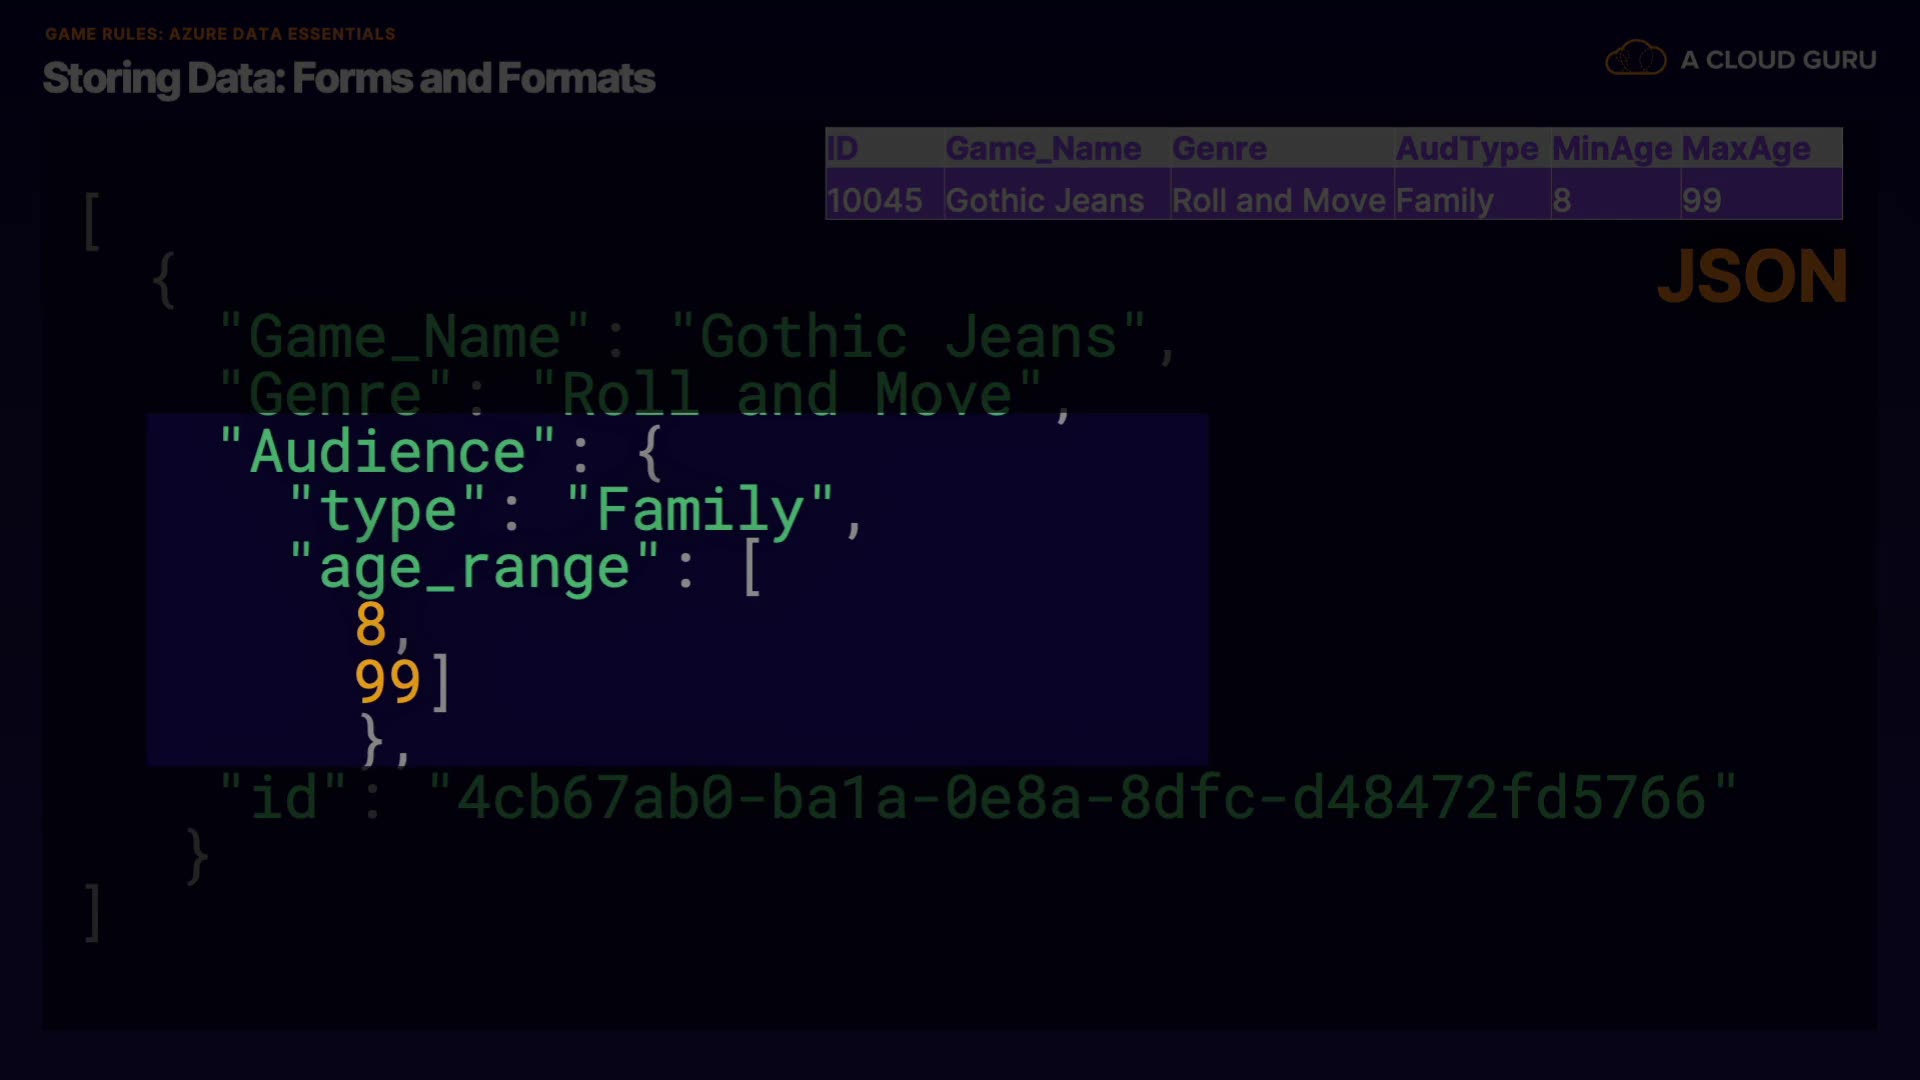 GAME RULES: AZURE DATA ESSENTIALS
Storing Data: Forms and Formats
A CLOUD GURU
ID Game_Name Genre AudType MinAge MaxAge
10045 Gothic Jeans Roll and Move Family 8 99
JSON
[
{
"Game_Name": "Gothic Jeans",
"Genre": "Roll and Move",
"Audience": {
"type": "Family",
"age_range": [
8,
99]
},
"id": "4cb67ab0-ba1a-0e8a-8dfc-d48472fd5766"
}
]